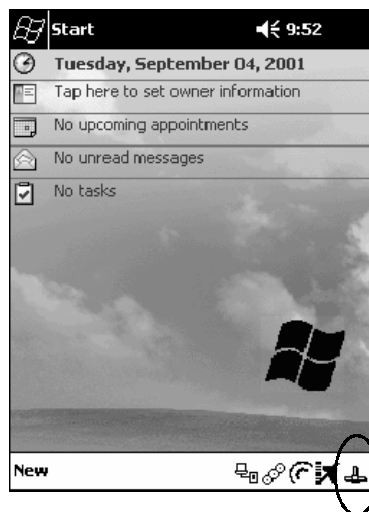 Start 9:52
Tuesday, September 04, 2001
Tap here to set owner information
No upcoming appointments
No unread messages
No tasks
New